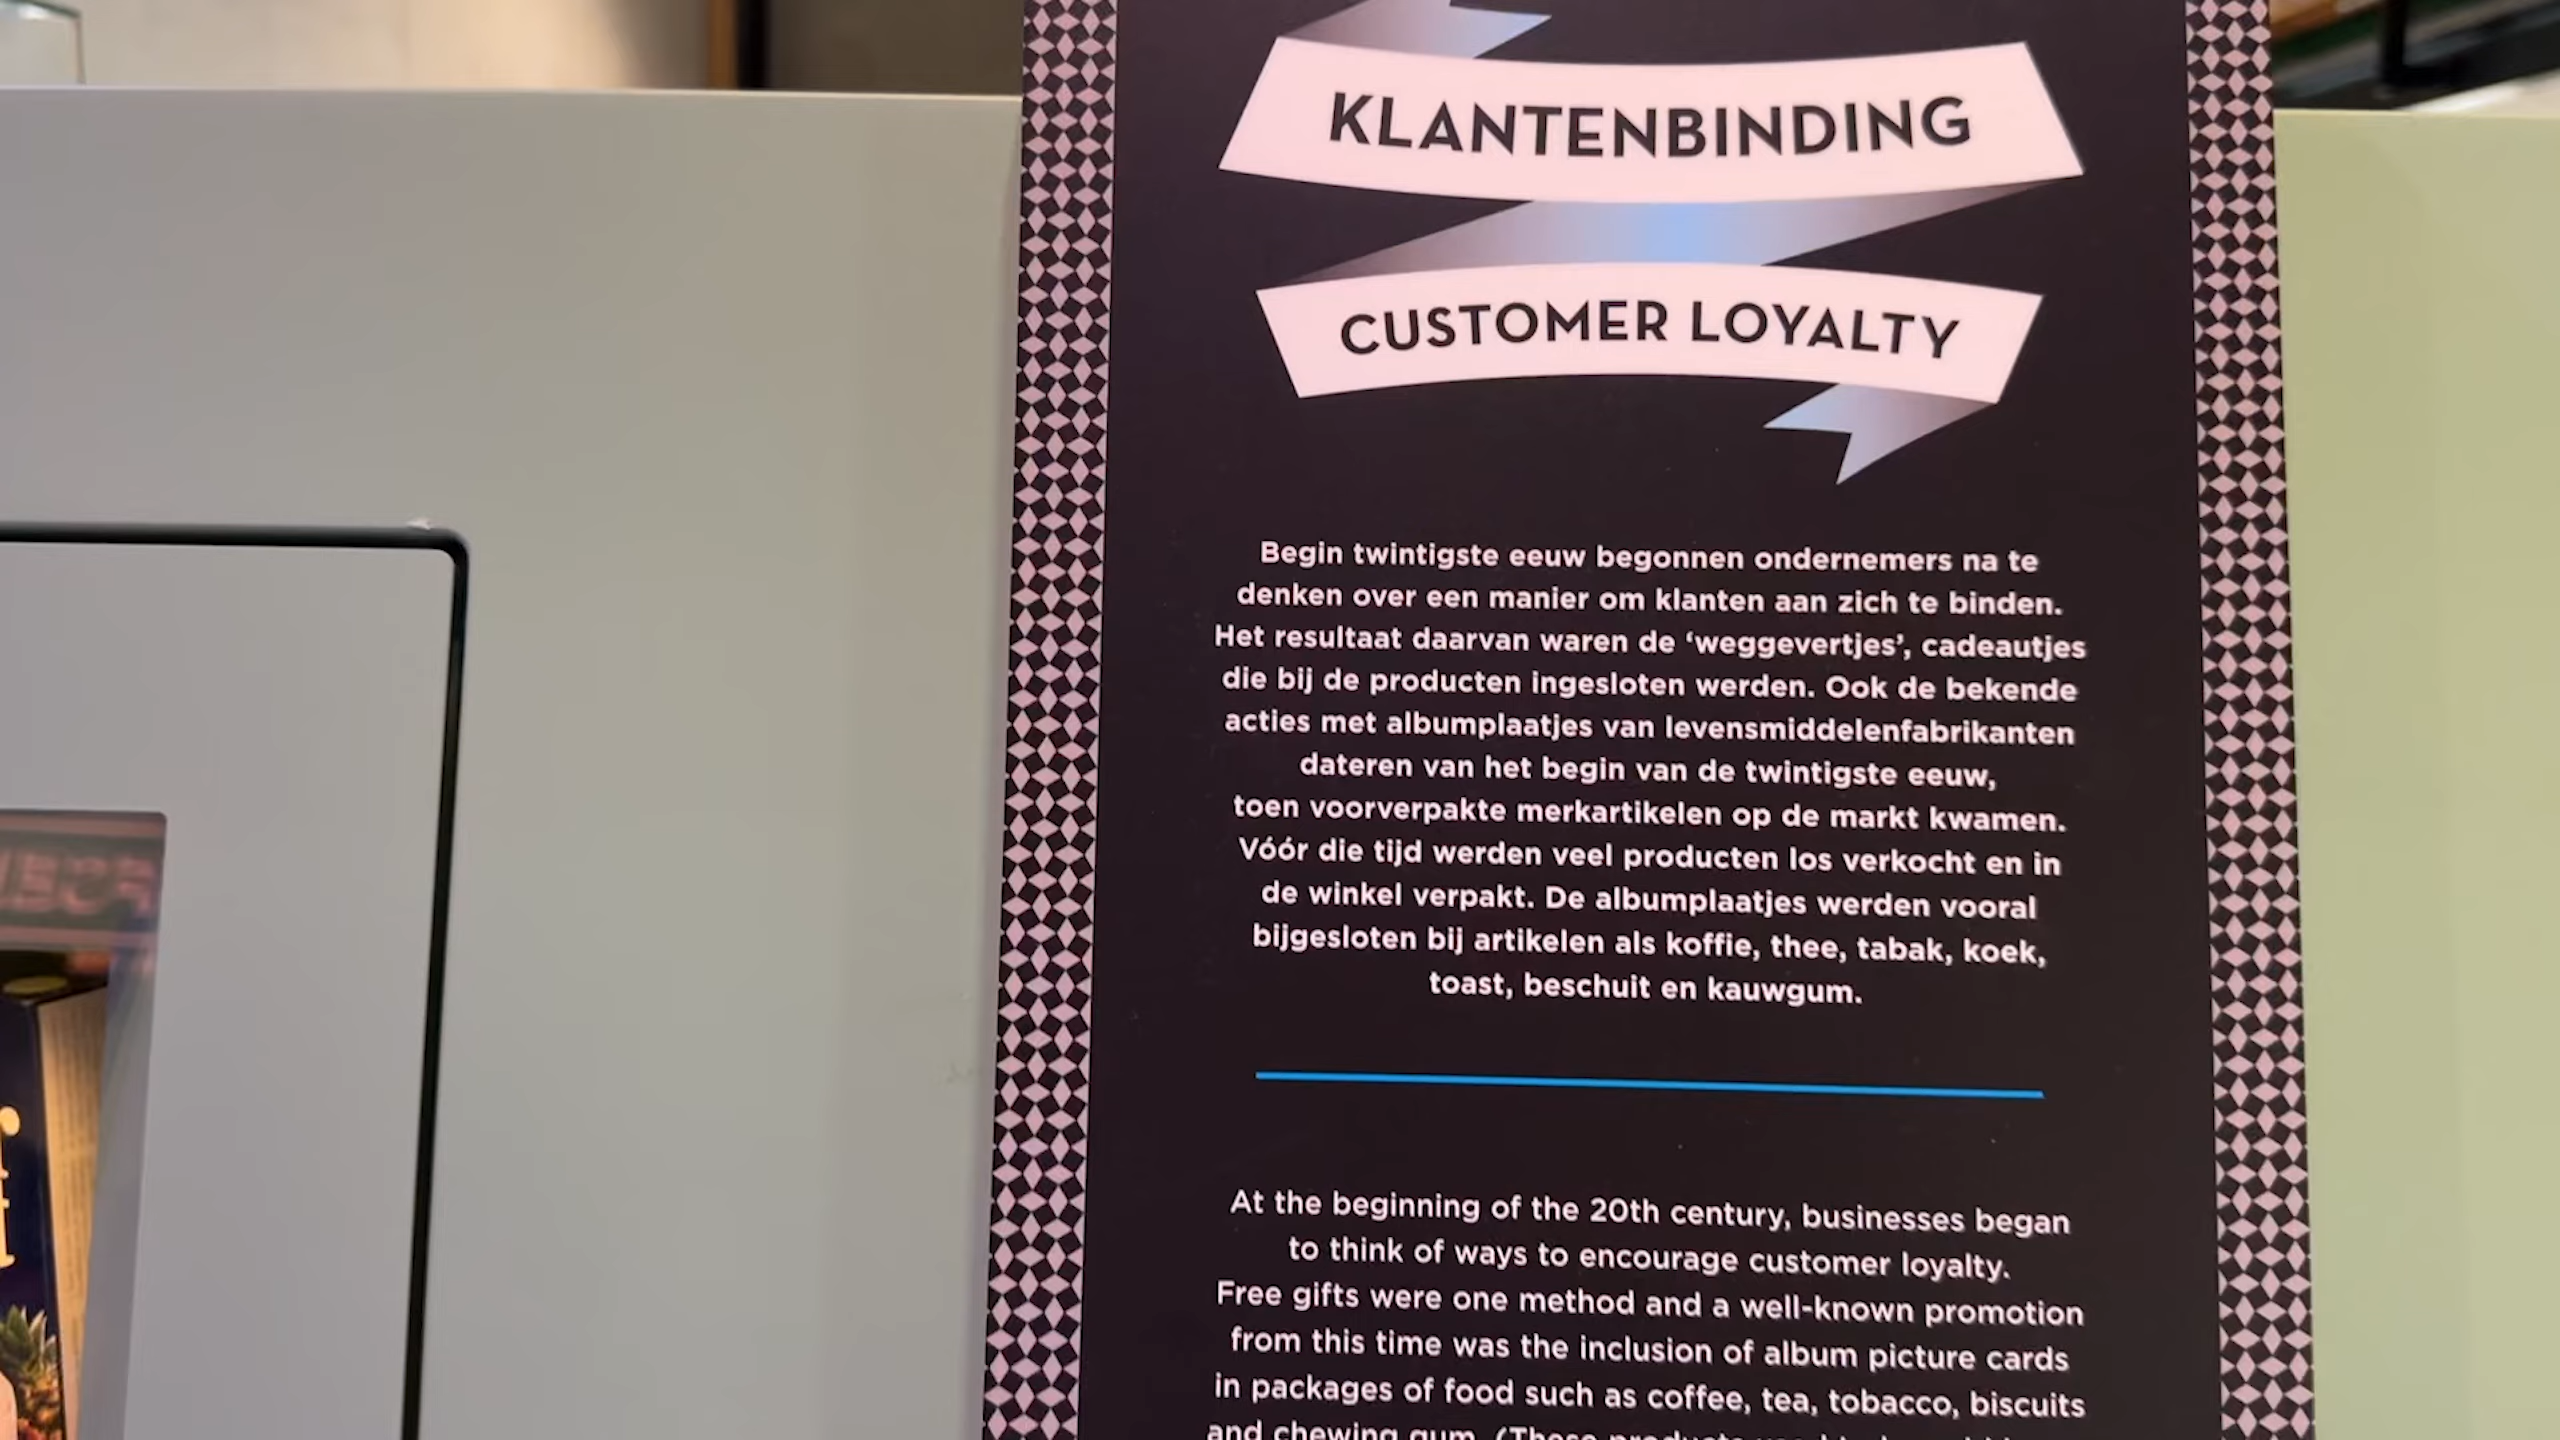 KLANTENBINDING
CUSTOMER LOYALTY
Begin twintigste eeuw begonnen ondernemers na te
denken over een manier om klanten aan zich te binden.
Het resultaat daarvan waren de ‘weggevertjes’, cadeautjes
die bij de producten ingesloten werden. Ook de bekende
acties met albumplaatjes van levensmiddelenfabrikanten
dateren van het begin van de twintigste eeuw,
toen voorverpakte merkartikelen op de markt kwamen.
Vóór die tijd werden veel producten los verkocht en in
de winkel verpakt. De albumplaatjes werden vooral
bijgesloten bij artikelen als koffie, thee, tabak, koek,
toast, beschuit en kauwgum.
At the beginning of the 20th century, businesses began
to think of ways to encourage customer loyalty.
Free gifts were one method and a well-known promotion
from this time was the inclusion of album picture cards
in packages of food such as coffee, tea, tobacco, biscuits
and chewing gum. (These products